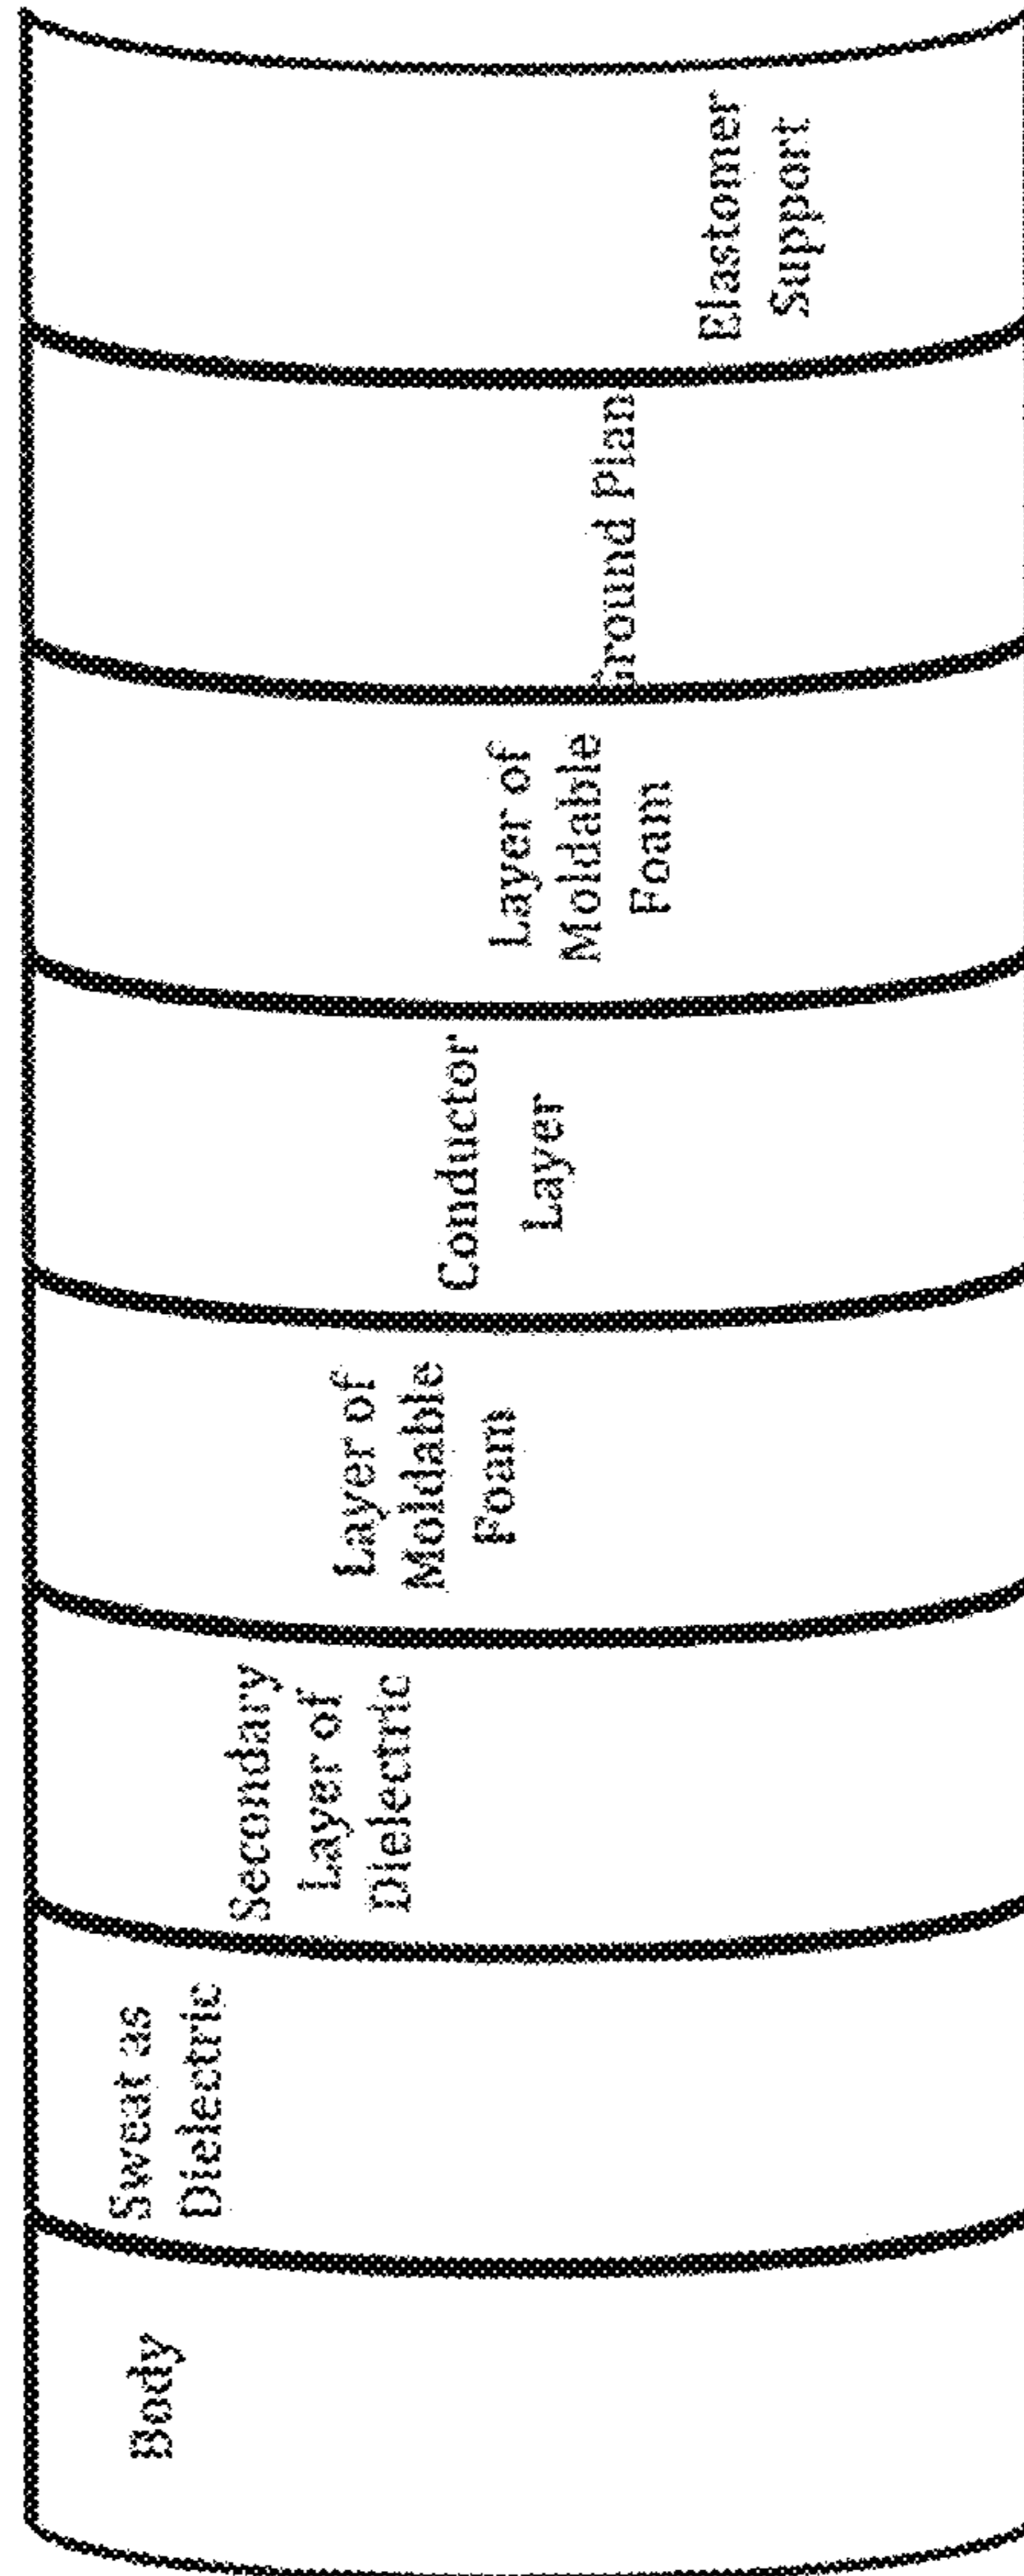 Body
Sweat as
Dielectric
Secondary
Layer of
Dielectric
Layer of
Moldable
Foam
Conductor
Layer
Layer of
Moldable
Foam
Ground Plan
Elastomer
Support